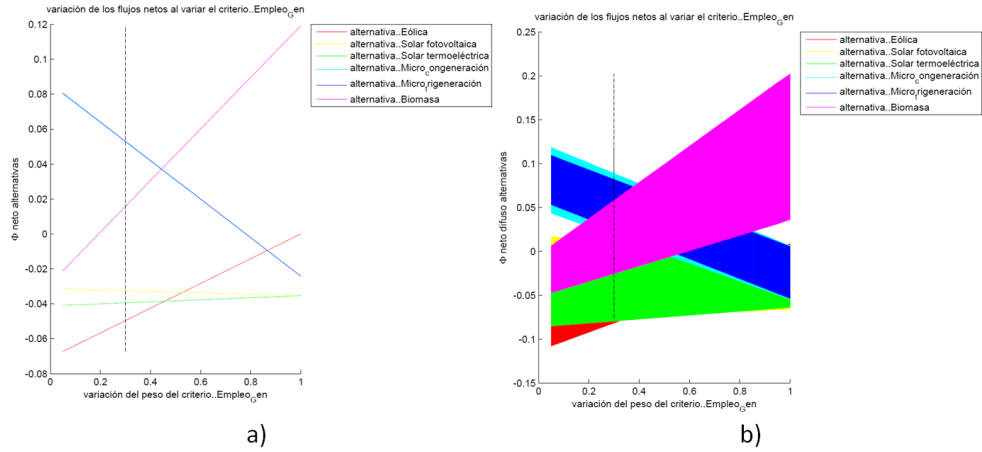 variación de los flujos netos al variar el criterio..Empleo_Gen
0.12
0.1
0.08
0.06
0.04
0.02
0
-0.02
-0.04
-0.06
-0.08
Φ neto alternativas
0
0.2
0.4
0.6
0.8
1
variación del peso del criterio..Empleo_Gen
alternativa..Eólica
alternativa..Solar fotovoltaica
alternativa..Solar termoeléctrica
alternativa..Micro_congeneración
alternativa..Micro_trigeneración
alternativa..Biomasa
a)
variación de los flujos netos al variar el criterio..Empleo_Gen
0.25
0.2
0.15
0.1
0.05
0
-0.05
-0.1
-0.15
Φ neto difuso alternativas
0
0.2
0.4
0.6
0.8
1
variación del peso del criterio..Empleo_Gen
alternativa..Eólica
alternativa..Solar fotovoltaica
alternativa..Solar termoeléctrica
alternativa..Micro_congeneración
alternativa..Micro_trigeneración
alternativa..Biomasa
b)